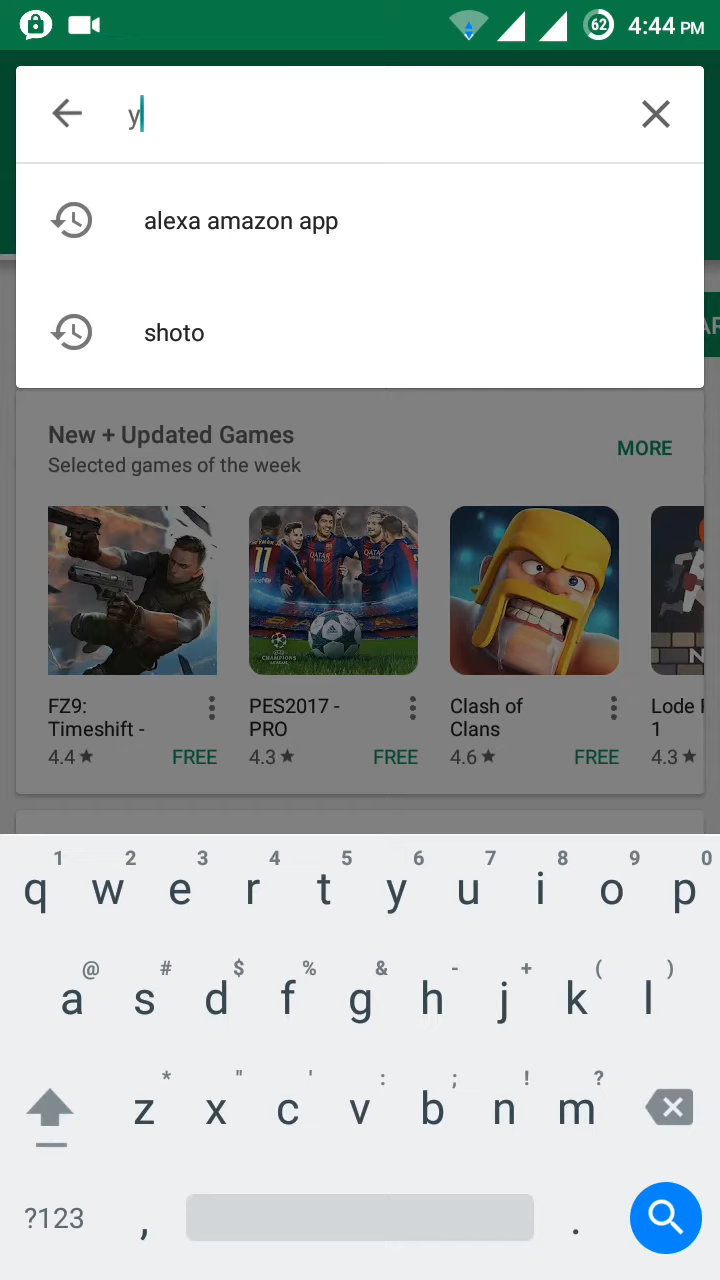 62 4:44 PM
y
alexa amazon app
shoto
New + Updated Games
Selected games of the week
MORE
FZ9:
Timeshift -
4.4 ★ FREE
PES2017 -
PRO
4.3 ★ FREE
Clash of
Clans
4.6 ★ FREE
Lode
1
4.3 ★
1 2 3 4 5 6 7 8 9 0
q w e r t y u i o p
@ # $ % & - + ( )
a s d f g h j k l
* " ' : ; ! ?
z x c v b n m
?123 , .